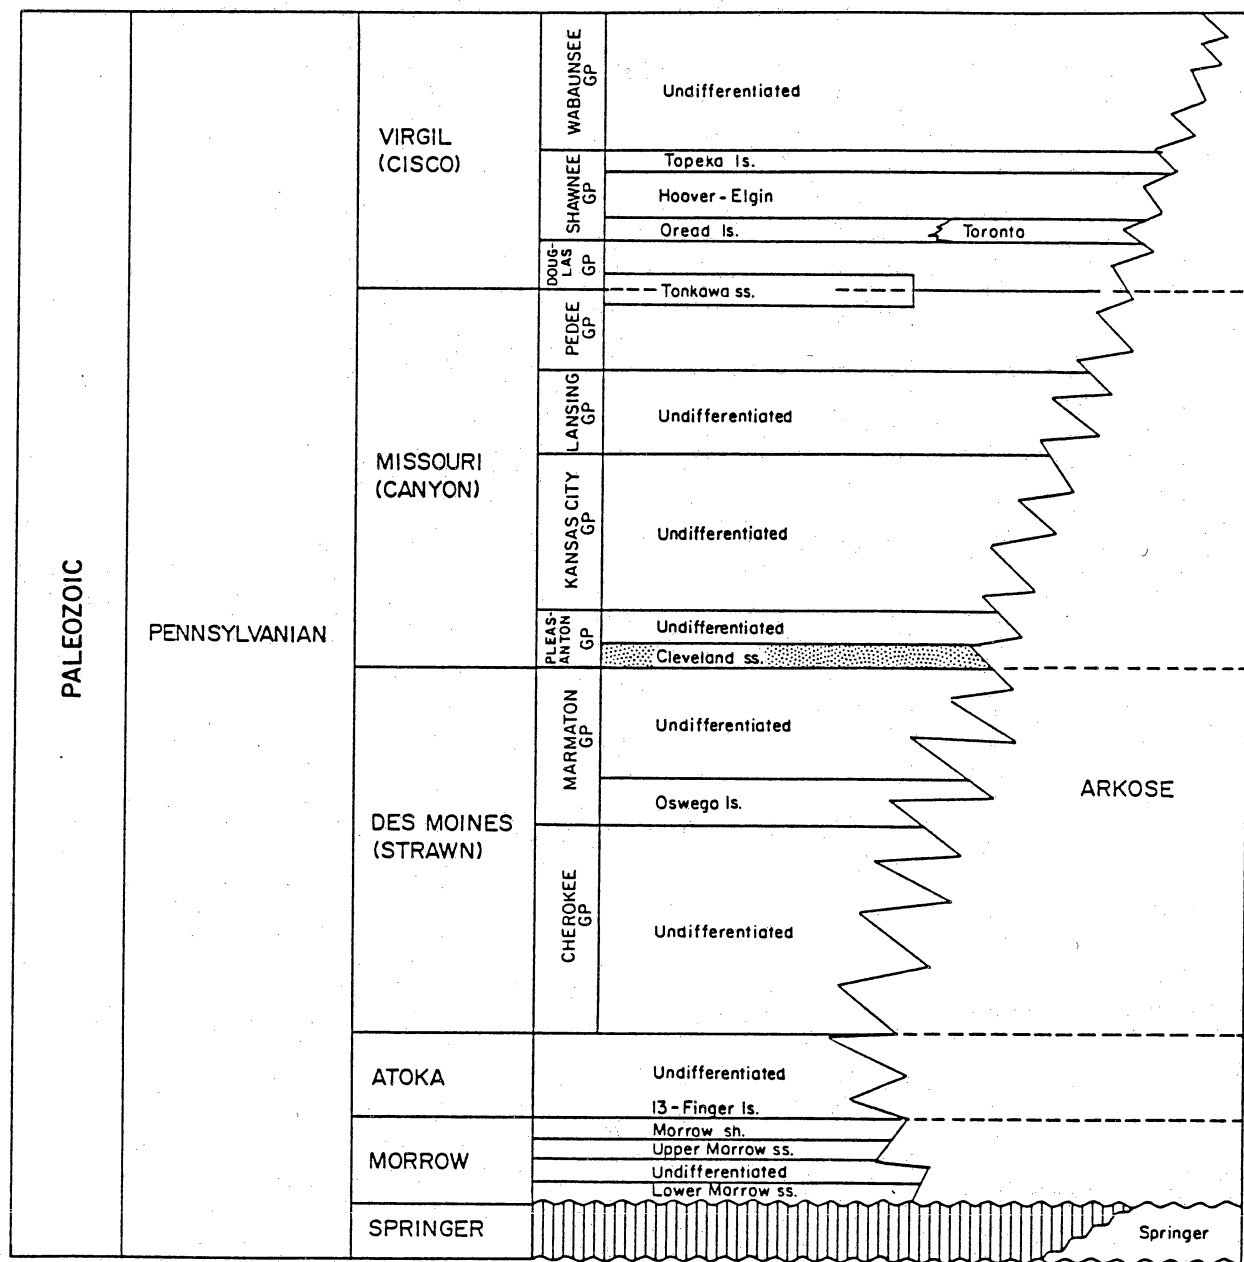 PALEOZOIC
PENNSYLVANIAN
VIRGIL
(CISCO)
WABAUNSEE
GP
Undifferentiated
SHAWNEE
GP
Topeka ls.
Hoover-Elgin
Oread ls.
Toronto
DOUG-
LAS
GP
Tonkawa ss.
MISSOURI
(CANYON)
PEDEE
GP
LANSING
GP
Undifferentiated
KANSAS CITY
GP
Undifferentiated
PLEAS-
ANTON
GP
Undifferentiated
Cleveland ss.
DES MOINES
(STRAWN)
MARMATON
GP
Undifferentiated
Oswego ls.
ARKOSE
CHEROKEE
GP
Undifferentiated
ATOKA
Undifferentiated
13-Finger ls.
MORROW
Morrow sh.
Upper Morrow ss.
Undifferentiated
Lower Morrow ss.
SPRINGER
Springer